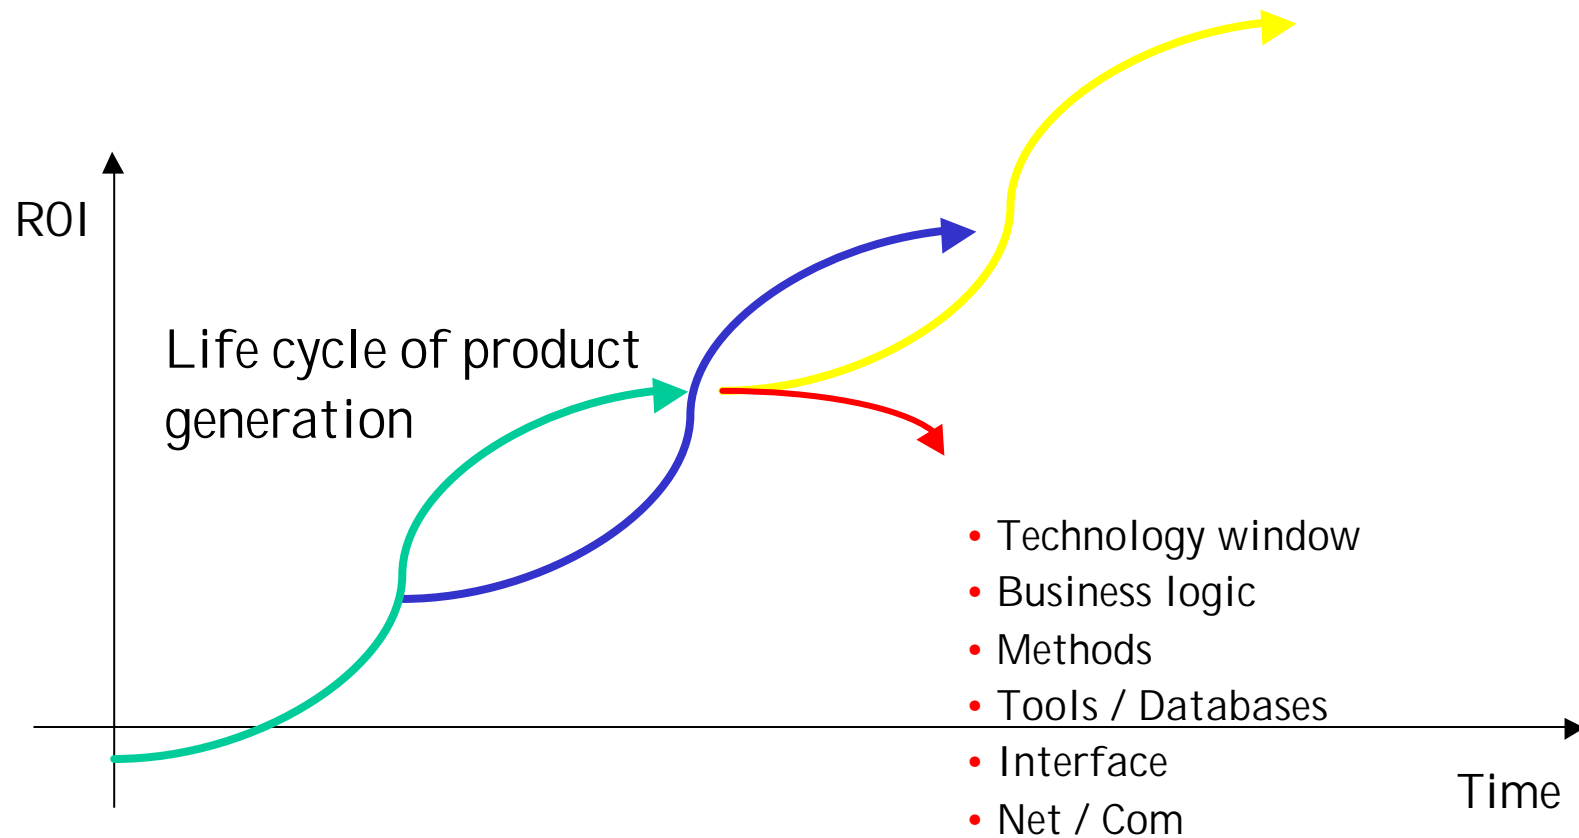 ROI
Life cycle of product
generation
• Technology window
• Business logic
• Methods
• Tools / Databases
• Interface
• Net / Com
Time